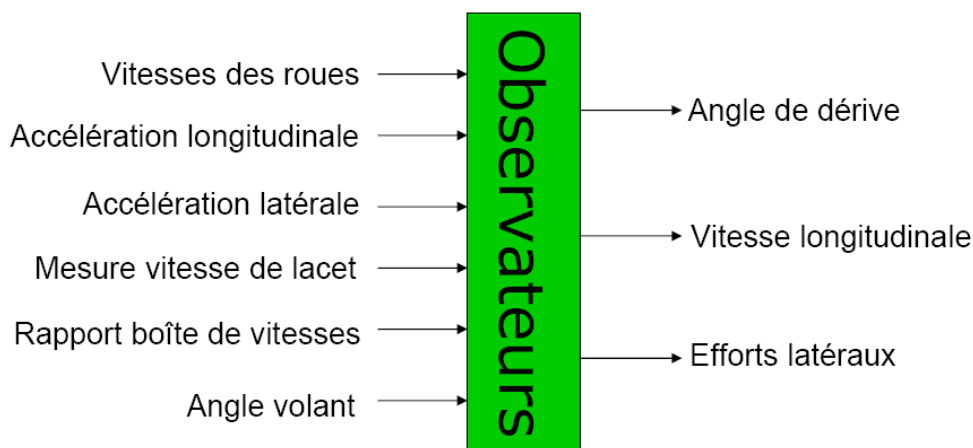 Vitesses des roues
Accélération longitudinale
Accélération latérale
Mesure vitesse de lacet
Rapport boîte de vitesses
Angle volant
Observateurs
Angle de dérive
Vitesse longitudinale
Efforts latéraux